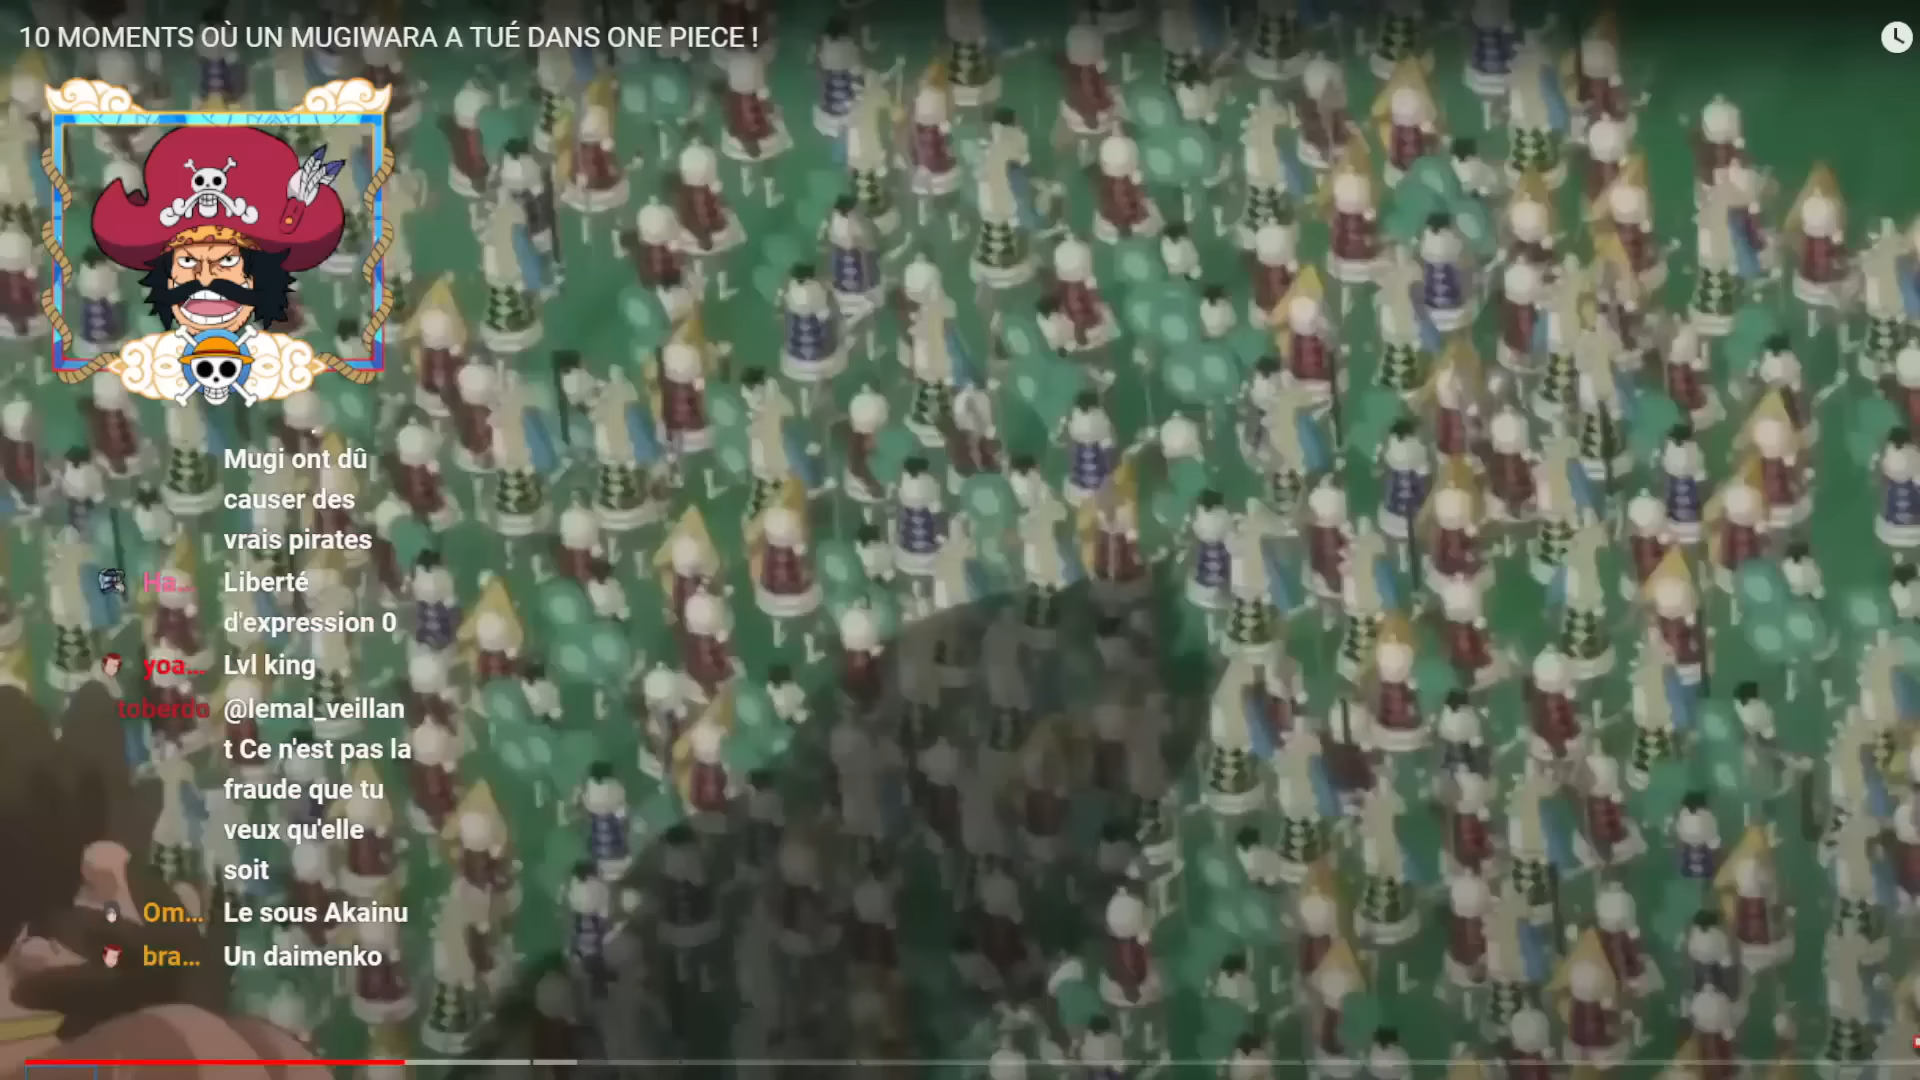 10 MOMENTS OÙ UN MUGIWARA A TUÉ DANS ONE PIECE !
Mugi ont dû
causer des
vrais pirates
Ha... Liberté
d'expression 0
yoa... Lvl king
toberdo @lemal_veillan
t Ce n'est pas la
fraude que tu
veux qu'elle
soit
Om... Le sous Akainu
bra... Un daimenko